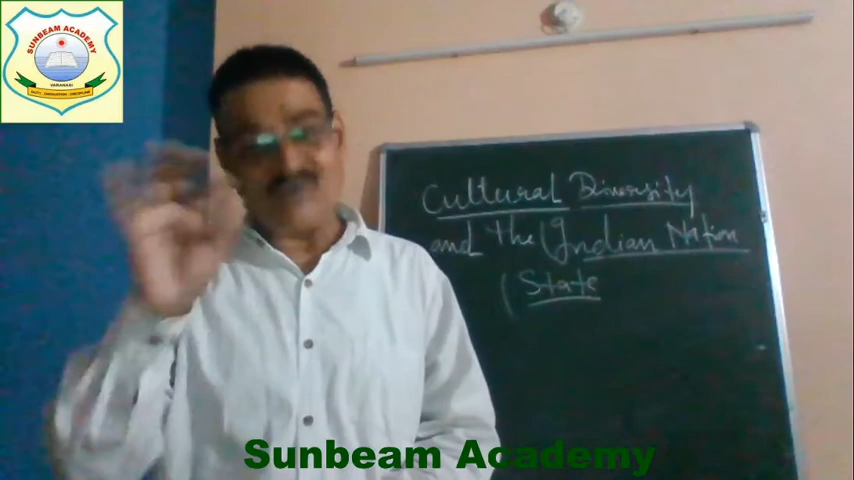 SUNBEAM ACADEMY
VARANASI
Cultural Diversity
and the Indian Nation
State
Sunbeam Academy